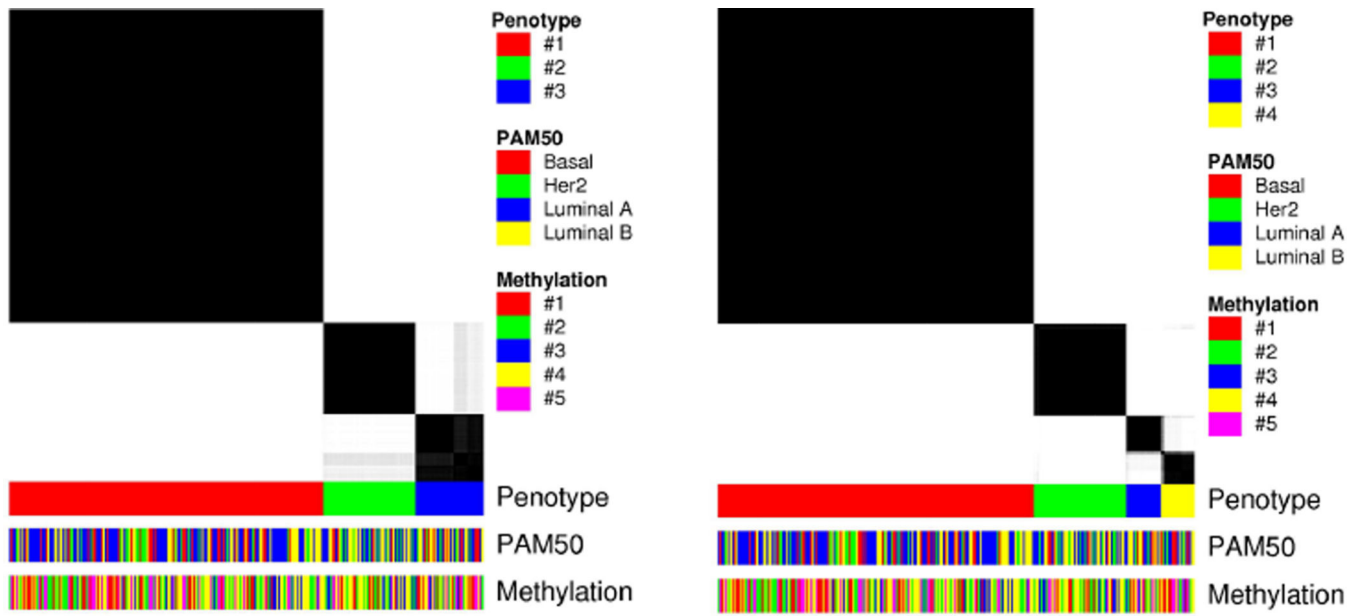 Penotype
#1
#2
#3
PAM50
Basal
Her2
Luminal A
Luminal B
Methylation
#1
#2
#3
#4
#5
Penotype
PAM50
Methylation
Penotype
#1
#2
#3
#4
PAM50
Basal
Her2
Luminal A
Luminal B
Methylation
#1
#2
#3
#4
#5
Penotype
PAM50
Methylation